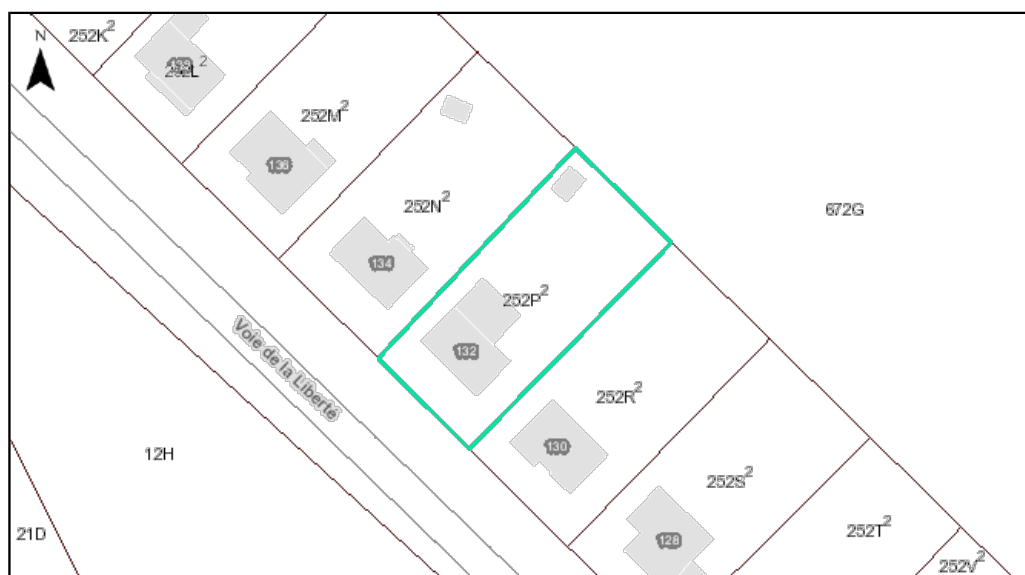 252K²
N
252L²
252M²
136
252N²
134
672G
252P²
132
Voie de la Liberté
252R²
130
12H
252S²
128
21D
252T²
252V²